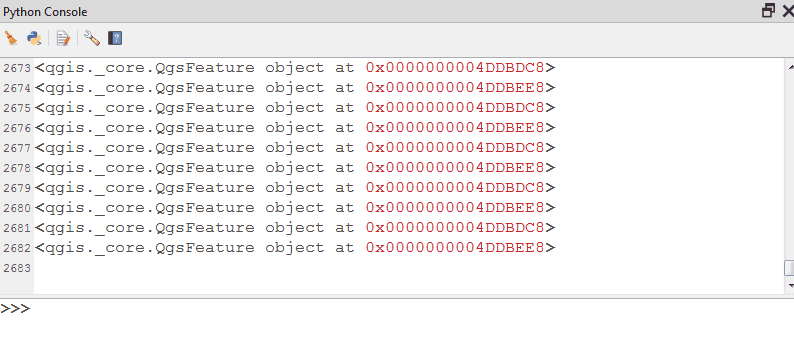 Python Console
2673 <qgis._core.QgsFeature object at 0x0000000004DDBDC8>
2674 <qgis._core.QgsFeature object at 0x0000000004DDBEE8>
2675 <qgis._core.QgsFeature object at 0x0000000004DDBDC8>
2676 <qgis._core.QgsFeature object at 0x0000000004DDBEE8>
2677 <qgis._core.QgsFeature object at 0x0000000004DDBDC8>
2678 <qgis._core.QgsFeature object at 0x0000000004DDBEE8>
2679 <qgis._core.QgsFeature object at 0x0000000004DDBDC8>
2680 <qgis._core.QgsFeature object at 0x0000000004DDBEE8>
2681 <qgis._core.QgsFeature object at 0x0000000004DDBDC8>
2682 <qgis._core.QgsFeature object at 0x0000000004DDBEE8>
2683
>>>